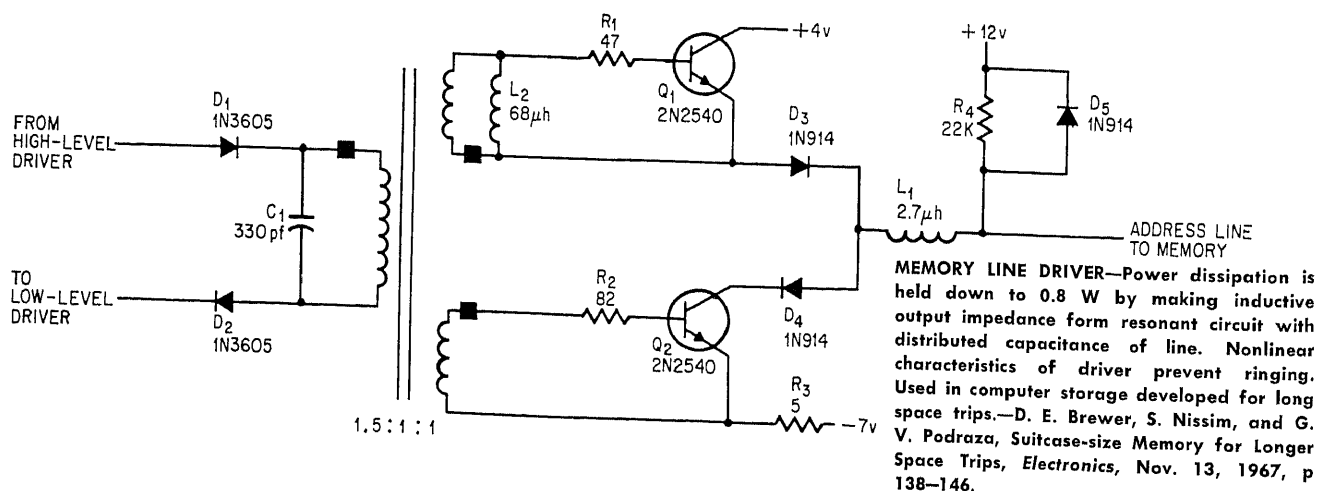 R1
47
+4v
Q1
2N2540
L2
68μh
D1
1N3605
FROM
HIGH-LEVEL
DRIVER
C1
330 pf
TO
LOW-LEVEL
DRIVER
D2
1N3605
1.5:1:1
D3
1N914
+12v
R4
22K
D5
1N914
L1
2.7μh
ADDRESS LINE
TO MEMORY
R2
82
Q2
2N2540
D4
1N914
R3
5
-7v
MEMORY LINE DRIVER—Power dissipation is
held down to 0.8 W by making inductive
output impedance form resonant circuit with
distributed capacitance of line. Nonlinear
characteristics of driver prevent ringing.
Used in computer storage developed for long
space trips.—D. E. Brewer, S. Nissim, and G.
V. Podraza, Suitcase-size Memory for Longer
Space Trips, Electronics, Nov. 13, 1967, p
138–146.